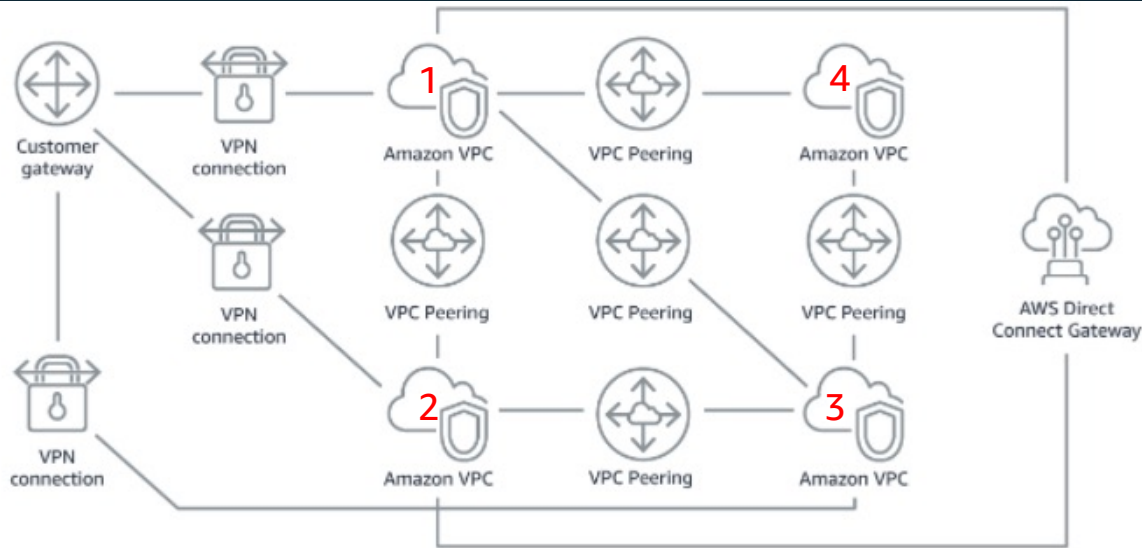 1
4
Customer
gateway
VPN
connection
Amazon VPC
VPC Peering
Amazon VPC
VPN
connection
VPC Peering
VPC Peering
VPC Peering
AWS Direct
Connect Gateway
2
3
VPN
connection
Amazon VPC
VPC Peering
Amazon VPC